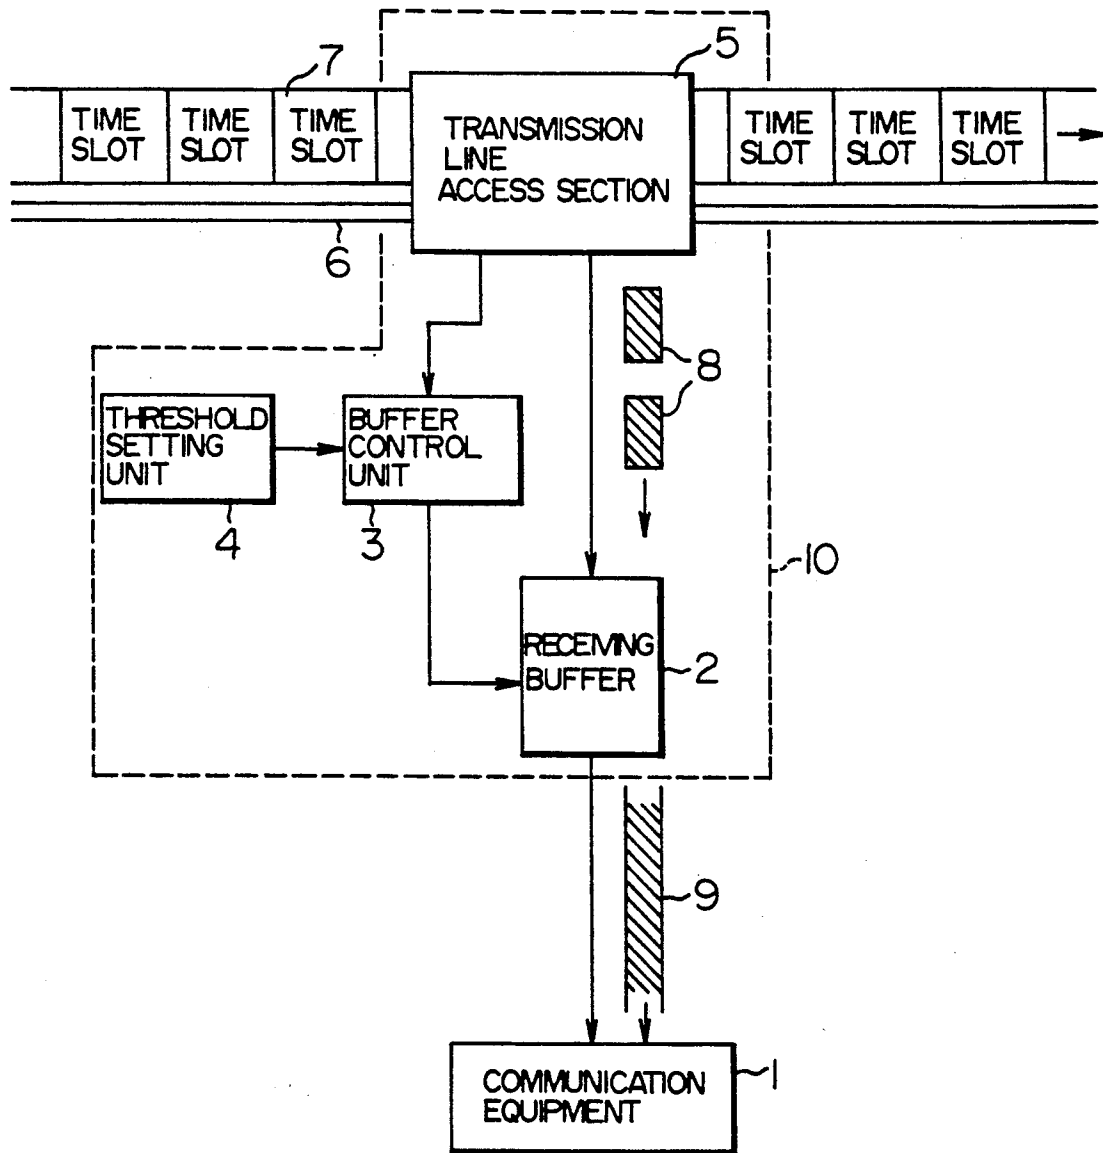 5
7
TIME SLOT
TIME SLOT
TIME SLOT
TRANSMISSION
LINE
ACCESS SECTION
TIME SLOT
TIME SLOT
TIME SLOT
6
8
8
THRESHOLD
SETTING
UNIT
BUFFER
CONTROL
UNIT
4
3
10
RECEIVING
BUFFER
2
9
1
COMMUNICATION
EQUIPMENT